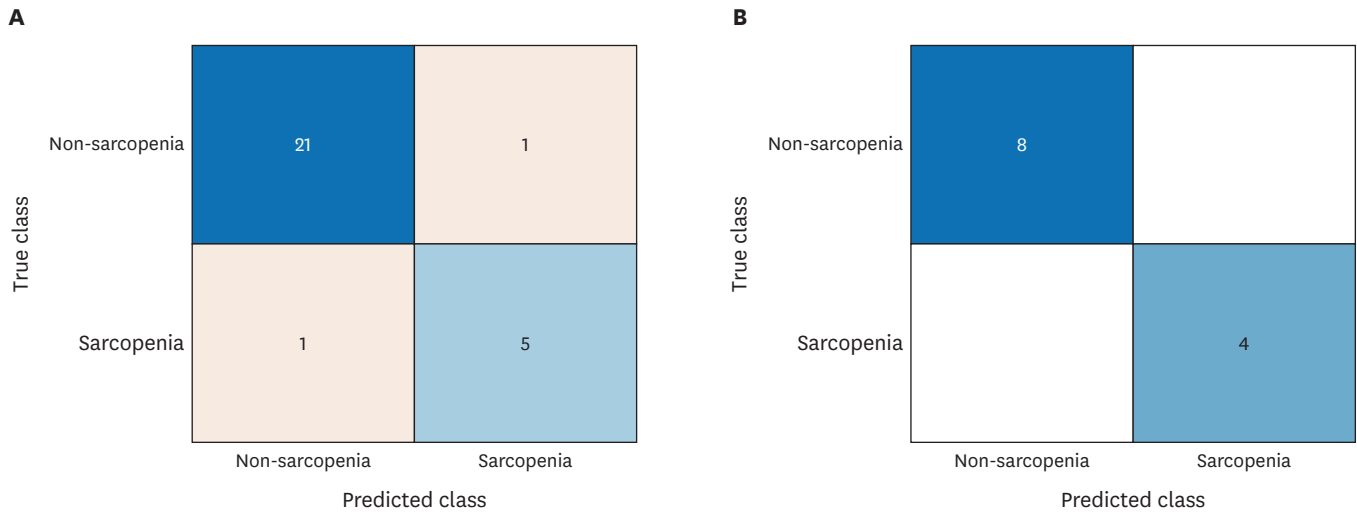 A
True class
Non-sarcopenia
21
1
Sarcopenia
1
5
Non-sarcopenia
Sarcopenia
Predicted class
B
True class
Non-sarcopenia
8
Sarcopenia
4
Non-sarcopenia
Sarcopenia
Predicted class